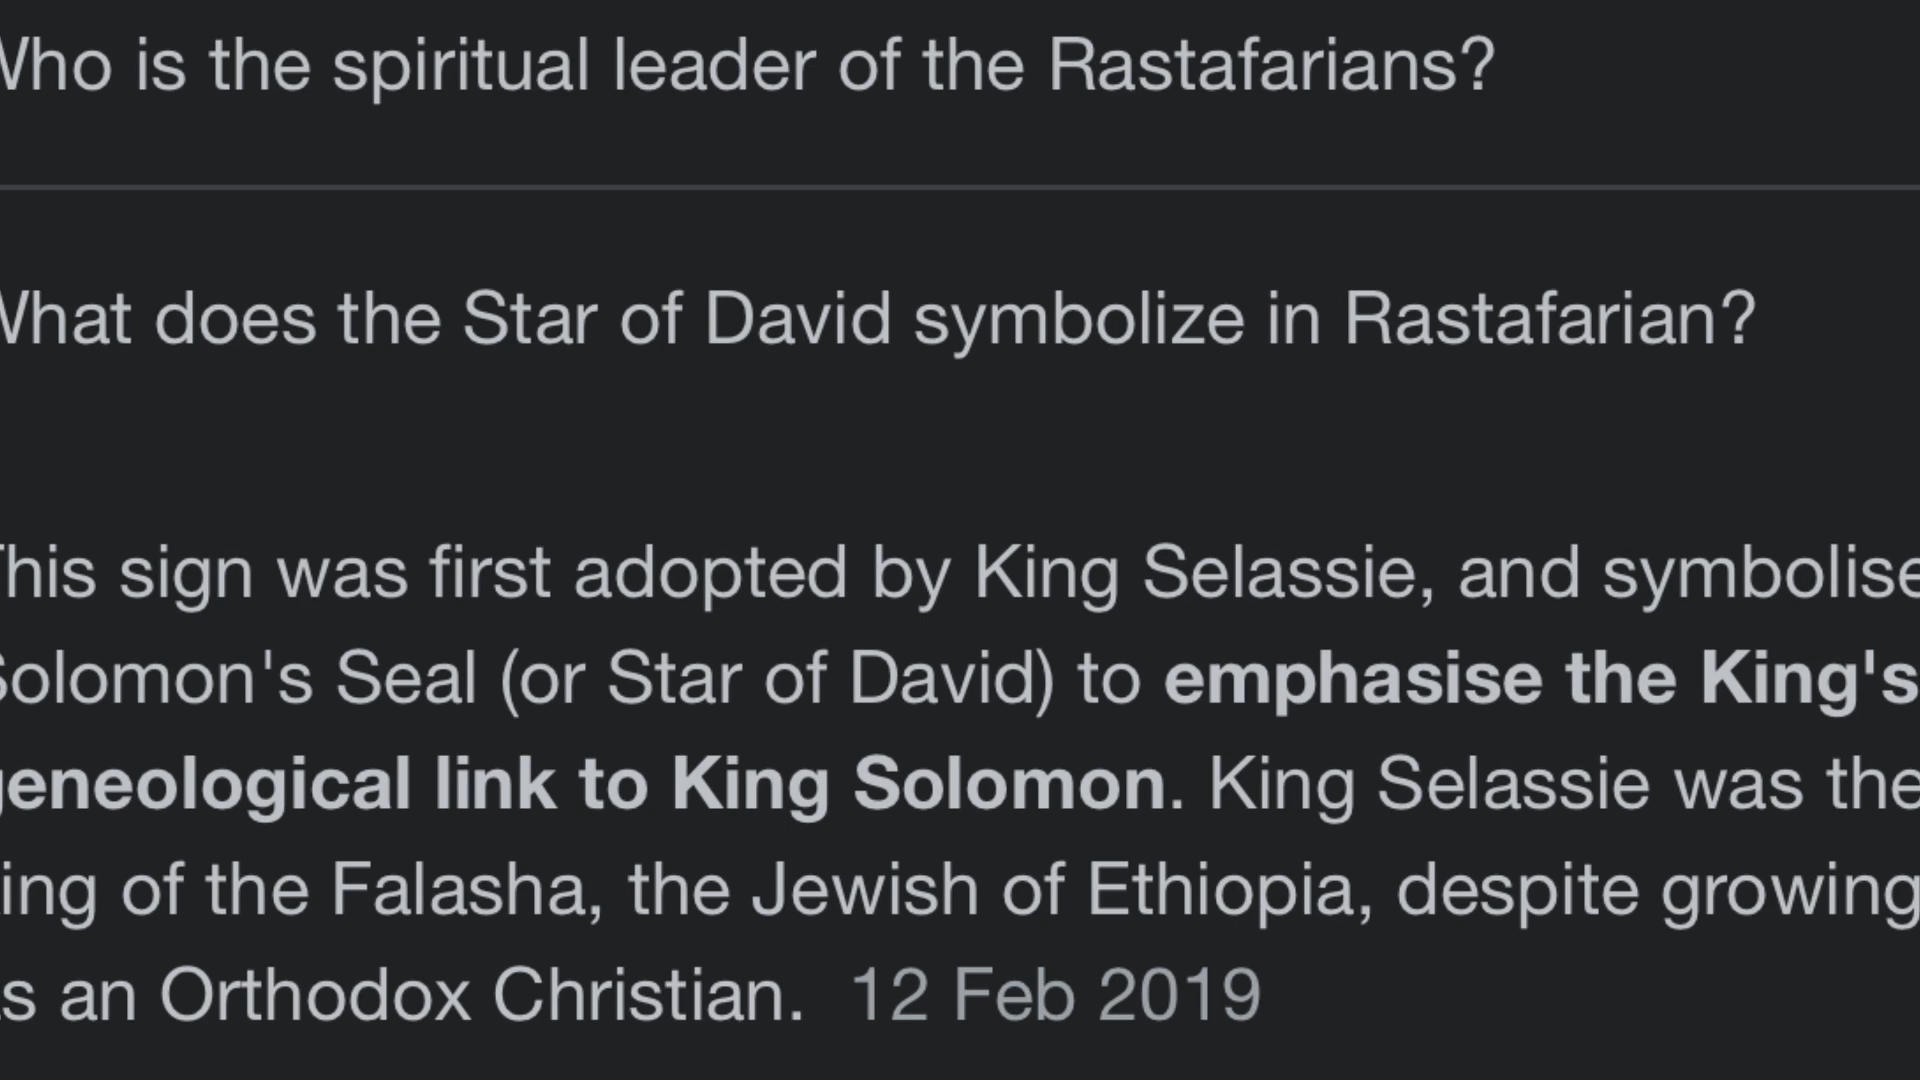 Who is the spiritual leader of the Rastafarians?
What does the Star of David symbolize in Rastafarian?
This sign was first adopted by King Selassie, and symbolise
Solomon's Seal (or Star of David) to emphasise the King's
geneological link to King Solomon. King Selassie was the
ing of the Falasha, the Jewish of Ethiopia, despite growing
s an Orthodox Christian. 12 Feb 2019